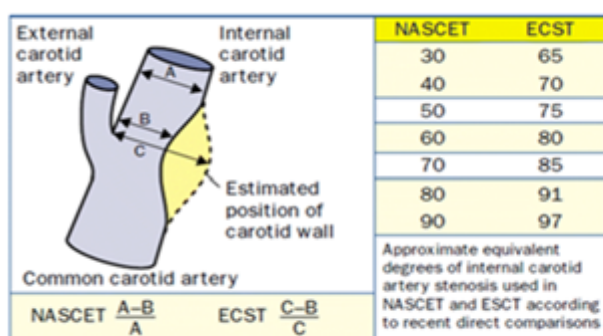 External
carotid
artery
Internal
carotid
artery
A
B
C
Estimated
position of
carotid wall
Common carotid artery
NASCET A–B
A
ECST C–B
C
NASCET ECST
30 65
40 70
50 75
60 80
70 85
80 91
90 97
Approximate equivalent
degrees of internal carotid
artery stenosis used in
NASCET and ESCT according
to recent direct comparisons